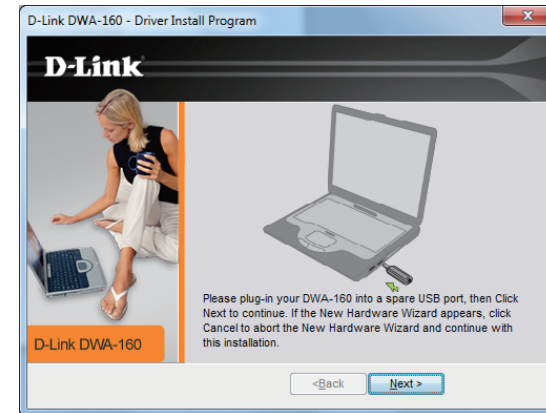 D-Link DWA-160 - Driver Install Program
D-Link
Please plug-in your DWA-160 into a spare USB port, then Click
Next to continue. If the New Hardware Wizard appears, click
Cancel to abort the New Hardware Wizard and continue with
this installation.
D-Link DWA-160
<Back
Next >